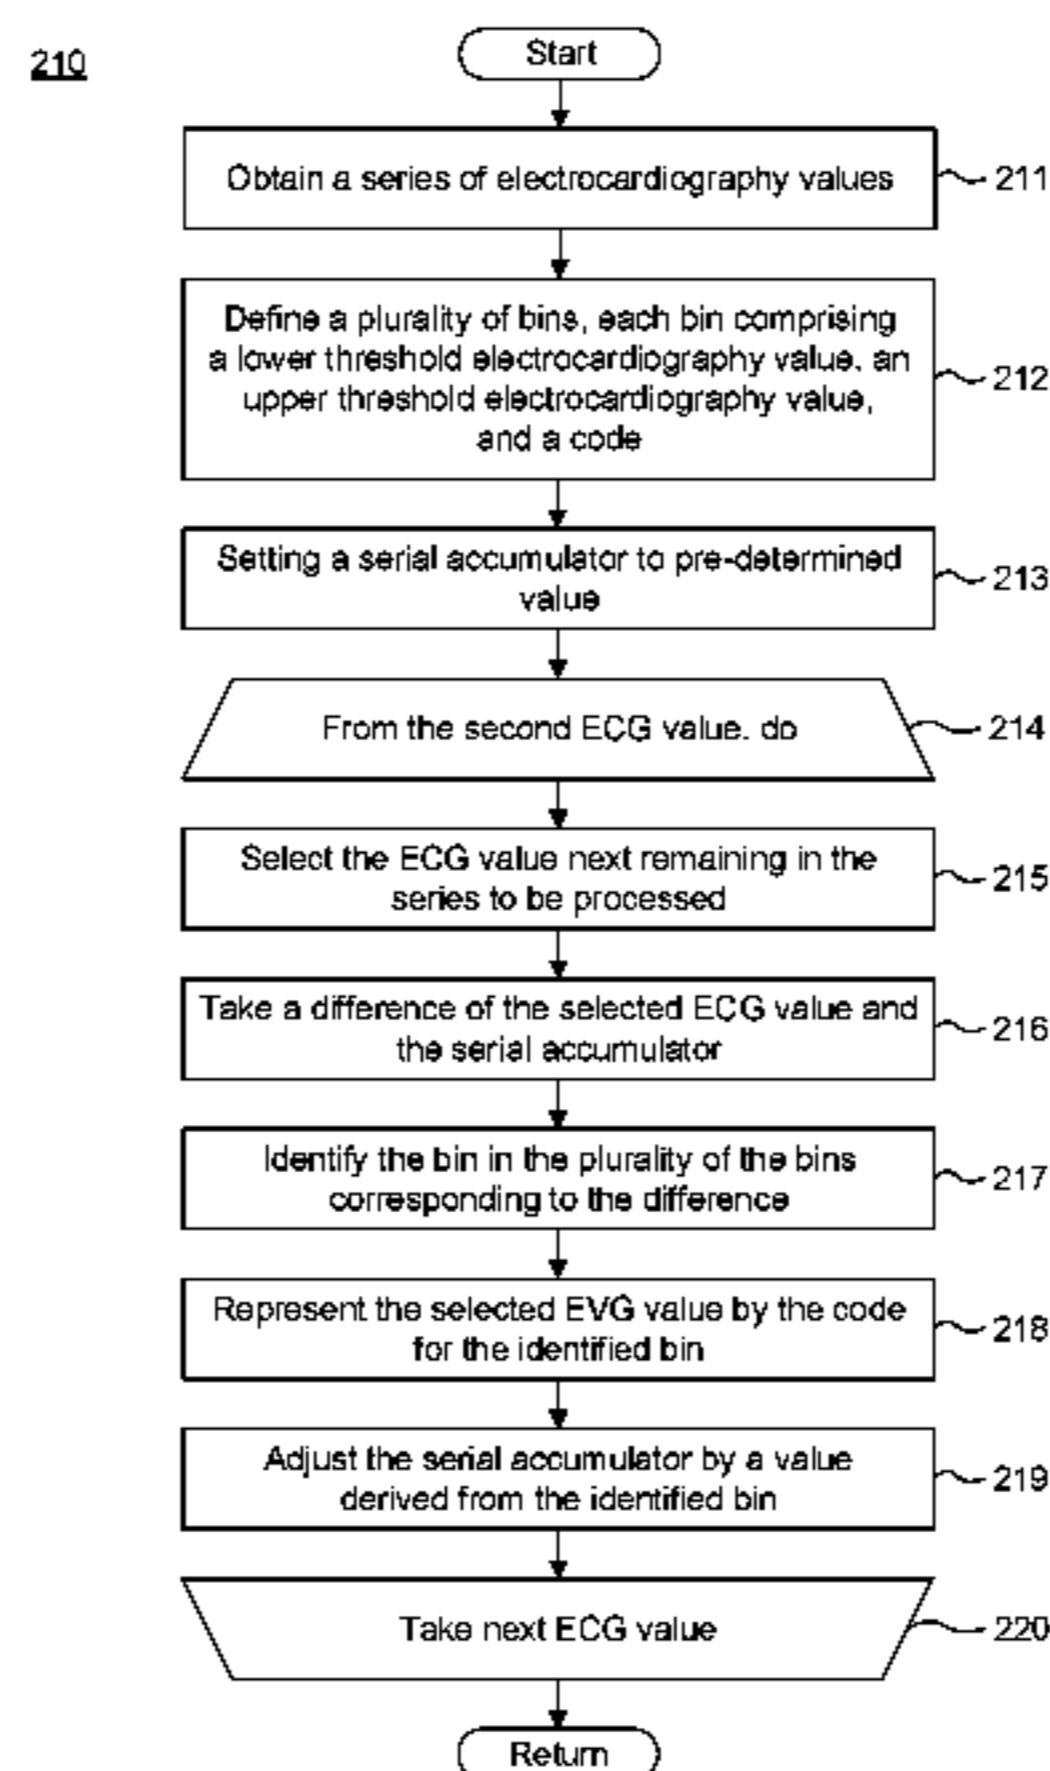 210
Start
Obtain a series of electrocardiography values
211
Define a plurality of bins, each bin comprising
a lower threshold electrocardiography value, an
upper threshold electrocardiography value,
and a code
212
Setting a serial accumulator to pre-determined
value
213
From the second ECG value, do
214
Select the ECG value next remaining in the
series to be processed
215
Take a difference of the selected ECG value and
the serial accumulator
216
Identify the bin in the plurality of the bins
corresponding to the difference
217
Represent the selected EVG value by the code
for the identified bin
218
Adjust the serial accumulator by a value
derived from the identified bin
219
Take next ECG value
220
Return